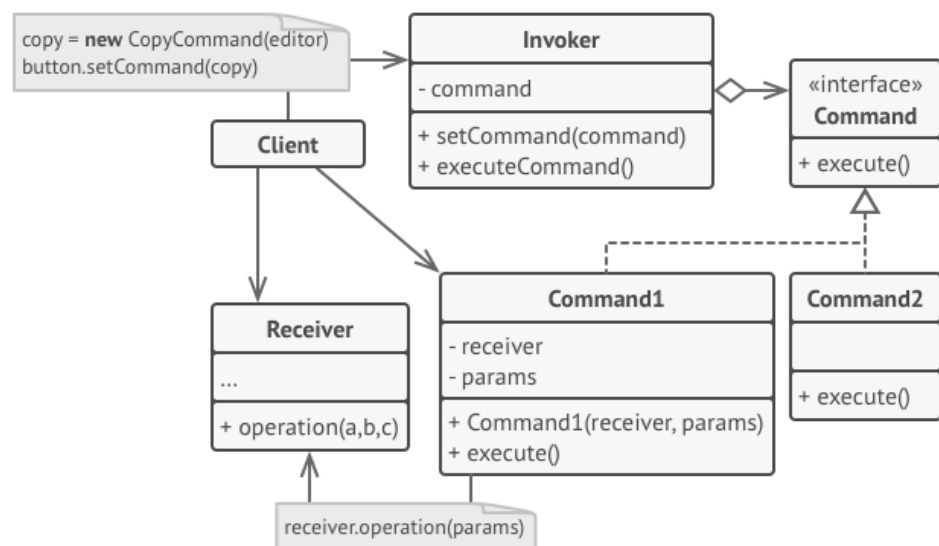 copy = new CopyCommand(editor)
button.setCommand(copy)
Client
Invoker
- command
+ setCommand(command)
+ executeCommand()
«interface»
Command
+ execute()
Receiver
...
+ operation(a,b,c)
Command1
- receiver
- params
+ Command1(receiver, params)
+ execute()
Command2
+ execute()
receiver.operation(params)